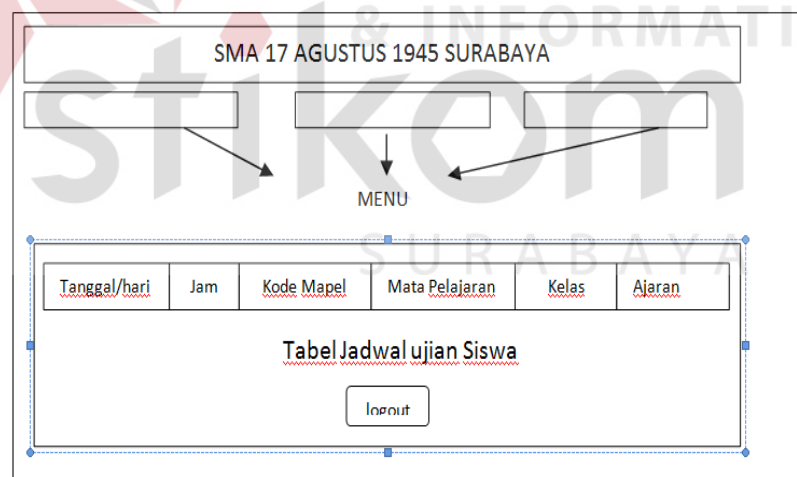 & INFORMATI
SMA 17 AGUSTUS 1945 SURABAYA
stikom
MENU
SURABAYA
Tanggal/hari Jam Kode Mapel Mata Pelajaran Kelas Ajaran
Tabel Jadwal ujian Siswa
logout